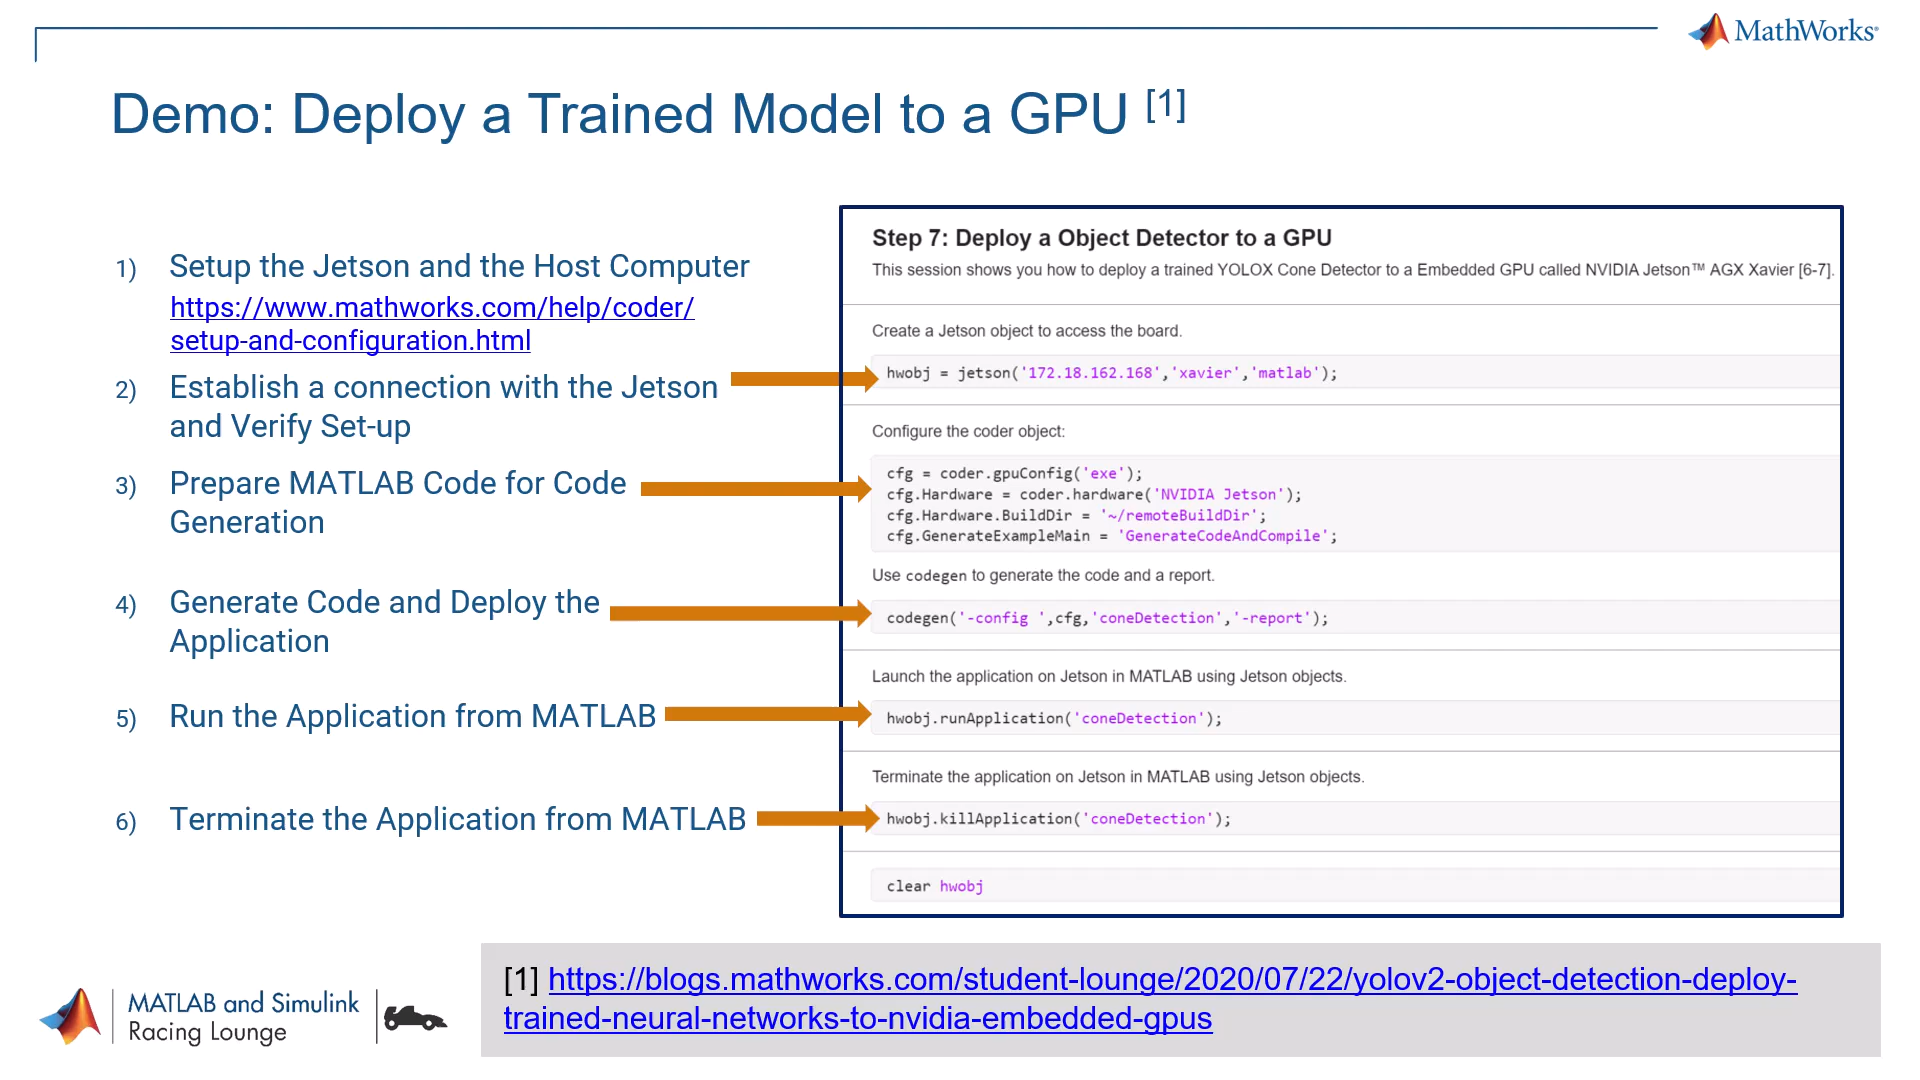 MathWorks®
Demo: Deploy a Trained Model to a GPU [1]
1) Setup the Jetson and the Host Computer
https://www.mathworks.com/help/coder/
setup-and-configuration.html
2) Establish a connection with the Jetson
and Verify Set-up
3) Prepare MATLAB Code for Code
Generation
4) Generate Code and Deploy the
Application
5) Run the Application from MATLAB
6) Terminate the Application from MATLAB
Step 7: Deploy a Object Detector to a GPU
This session shows you how to deploy a trained YOLOX Cone Detector to a Embedded GPU called NVIDIA Jetson™ AGX Xavier [6-7].
Create a Jetson object to access the board.
hwobj = jetson('172.18.162.168','xavier','matlab');
Configure the coder object:
cfg = coder.gpuConfig('exe');
cfg.Hardware = coder.hardware('NVIDIA Jetson');
cfg.Hardware.BuildDir = '~/remoteBuildDir';
cfg.GenerateExampleMain = 'GenerateCodeAndCompile';
Use codegen to generate the code and a report.
codegen('-config ',cfg,'coneDetection','-report');
Launch the application on Jetson in MATLAB using Jetson objects.
hwobj.runApplication('coneDetection');
Terminate the application on Jetson in MATLAB using Jetson objects.
hwobj.killApplication('coneDetection');
clear hwobj
MATLAB and Simulink
Racing Lounge
[1] https://blogs.mathworks.com/student-lounge/2020/07/22/yolov2-object-detection-deploy-
trained-neural-networks-to-nvidia-embedded-gpus